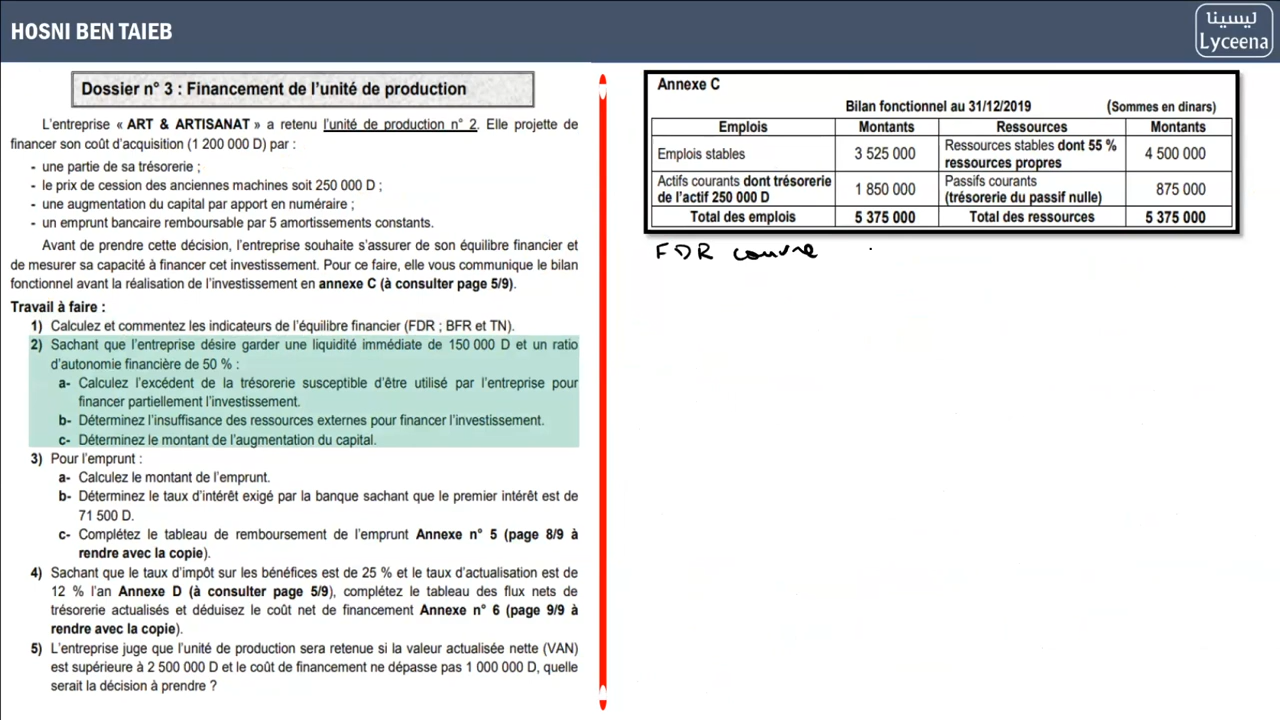 HOSNI BEN TAIEB
ليسينا
Lyceena
Dossier n° 3 : Financement de l'unité de production
L'entreprise « ART & ARTISANAT » a retenu l'unité de production n° 2. Elle projette de
financer son coût d'acquisition (1 200 000 D) par :
- une partie de sa trésorerie ;
- le prix de cession des anciennes machines soit 250 000 D ;
- une augmentation du capital par apport en numéraire ;
- un emprunt bancaire remboursable par 5 amortissements constants.
Avant de prendre cette décision, l'entreprise souhaite s'assurer de son équilibre financier et
de mesurer sa capacité à financer cet investissement. Pour ce faire, elle vous communique le bilan
fonctionnel avant la réalisation de l'investissement en annexe C (à consulter page 5/9).
Travail à faire :
1) Calculez et commentez les indicateurs de l'équilibre financier (FDR ; BFR et TN).
2) Sachant que l'entreprise désire garder une liquidité immédiate de 150 000 D et un ratio
d'autonomie financière de 50 % :
a- Calculez l'excédent de la trésorerie susceptible d'être utilisé par l'entreprise pour
financer partiellement l'investissement.
b- Déterminez l'insuffisance des ressources externes pour financer l'investissement.
c- Déterminez le montant de l'augmentation du capital.
3) Pour l'emprunt :
a- Calculez le montant de l'emprunt.
b- Déterminez le taux d'intérêt exigé par la banque sachant que le premier intérêt est de
71 500 D.
c- Complétez le tableau de remboursement de l'emprunt Annexe n° 5 (page 8/9 à
rendre avec la copie).
4) Sachant que le taux d'impôt sur les bénéfices est de 25 % et le taux d'actualisation est de
12 % l'an Annexe D (à consulter page 5/9), complétez le tableau des flux nets de
trésorerie actualisés et déduisez le coût net de financement Annexe n° 6 (page 9/9 à
rendre avec la copie).
5) L'entreprise juge que l'unité de production sera retenue si la valeur actualisée nette (VAN)
est supérieure à 2 500 000 D et le coût de financement ne dépasse pas 1 000 000 D, quelle
serait la décision à prendre ?
Annexe C
Bilan fonctionnel au 31/12/2019 (Sommes en dinars)
Emplois Montants Ressources Montants
Emplois stables 3 525 000 Ressources stables dont 55 % ressources propres 4 500 000
Actifs courants dont trésorerie de l'actif 250 000 D 1 850 000 Passifs courants (trésorerie du passif nulle) 875 000
Total des emplois 5 375 000 Total des ressources 5 375 000
FDR couvre